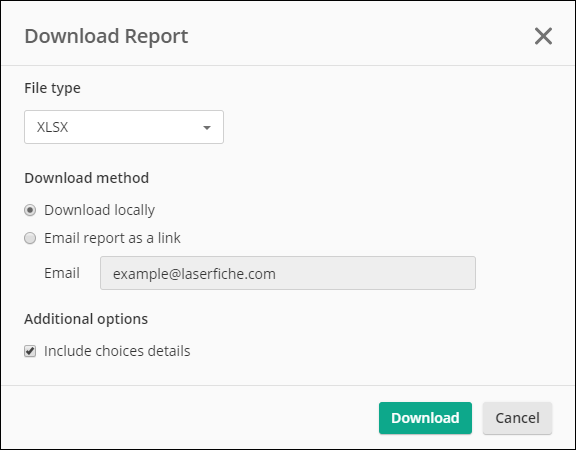 Download Report
File type
XLSX
Download method
Download locally
Email report as a link
Email example@laserfiche.com
Additional options
Include choices details
Download Cancel